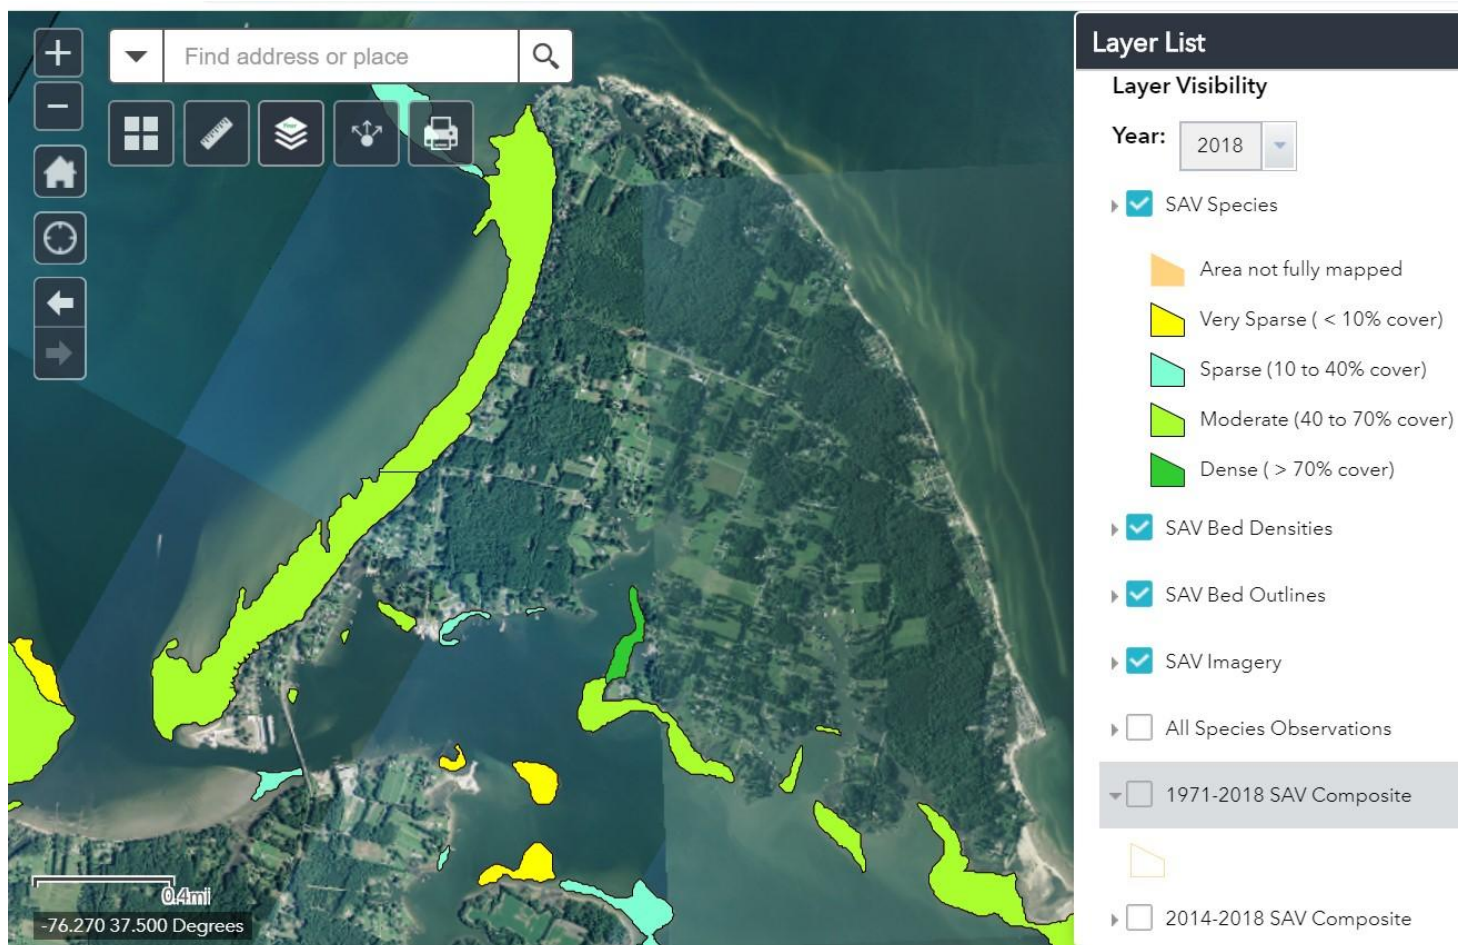 Find address or place
Layer List
Layer Visibility
Year: 2018
SAV Species
Area not fully mapped
Very Sparse ( < 10% cover)
Sparse (10 to 40% cover)
Moderate (40 to 70% cover)
Dense ( > 70% cover)
SAV Bed Densities
SAV Bed Outlines
SAV Imagery
All Species Observations
1971-2018 SAV Composite
2014-2018 SAV Composite
0.4mi
-76.270 37.500 Degrees